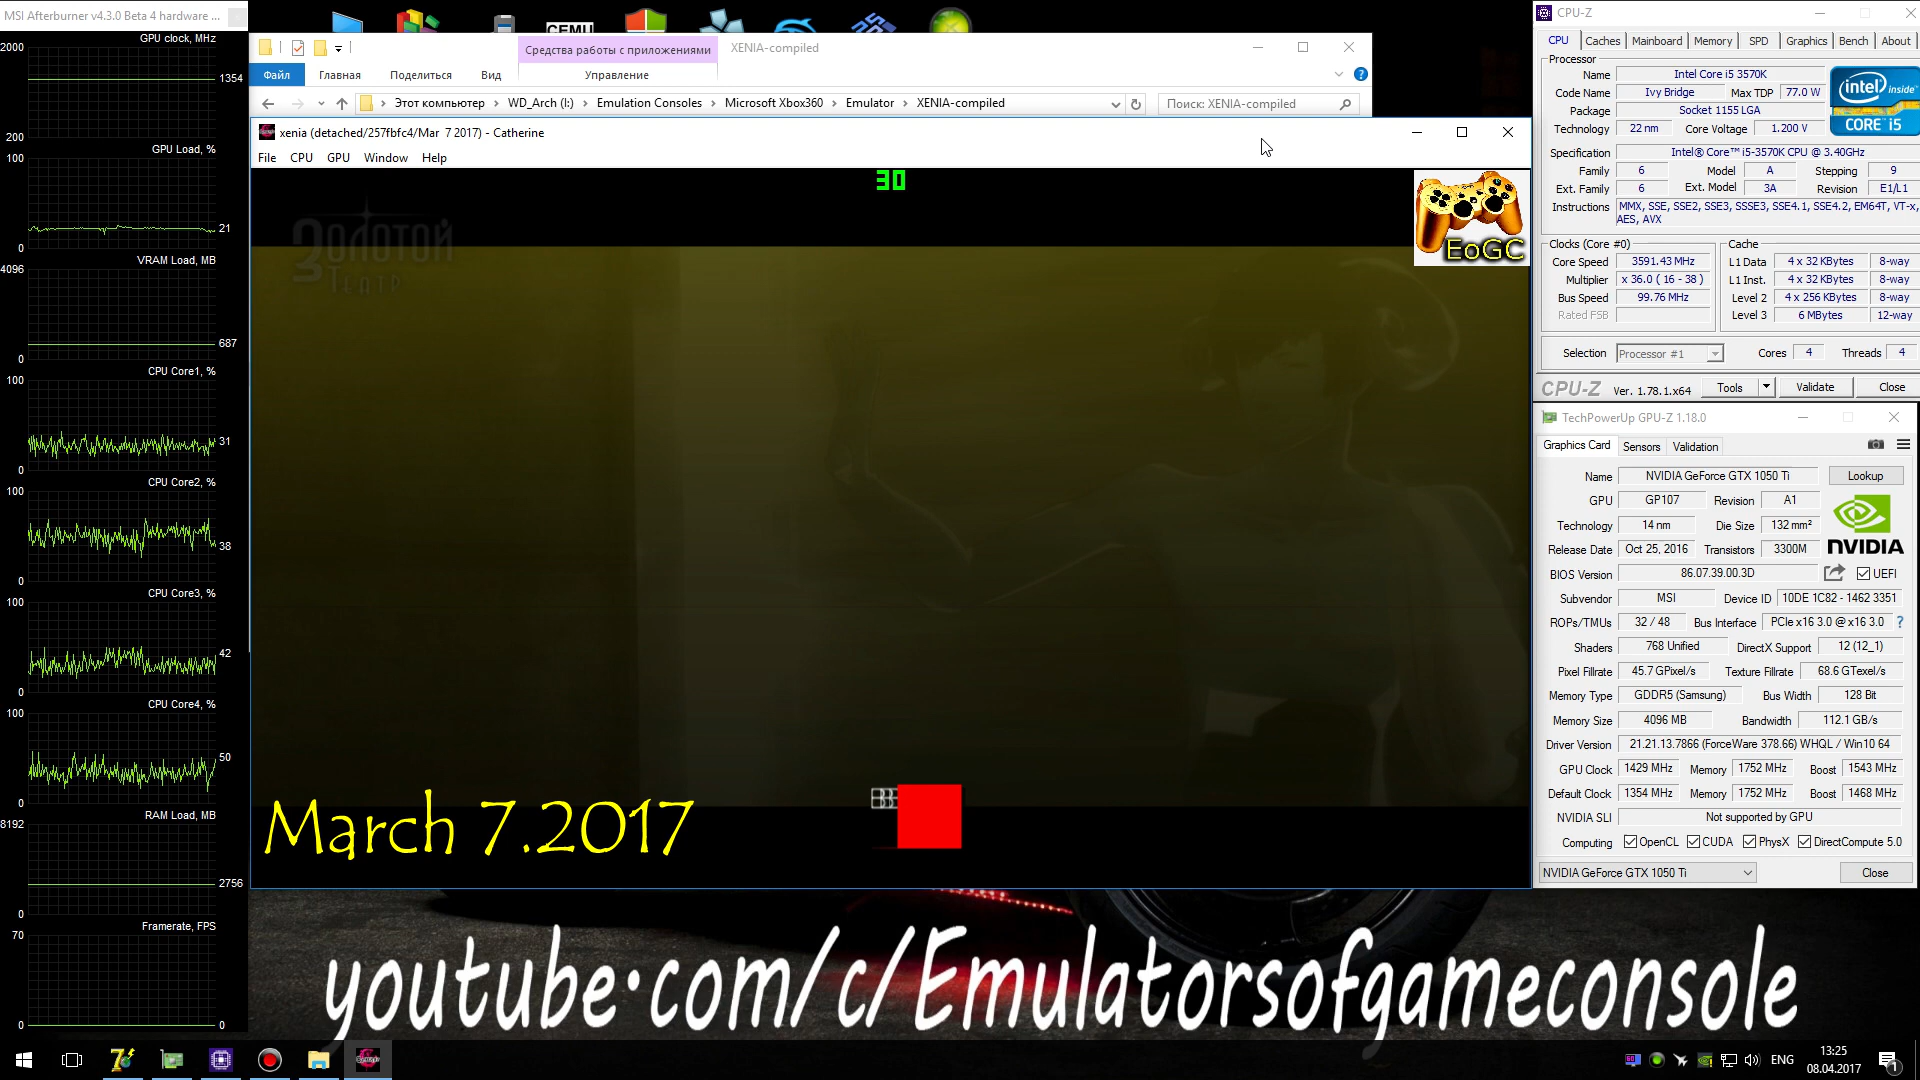 MSI Afterburner v4.3.0 Beta 4 hardware ...
GPU clock, MHz
2000
1354
200
GPU Load, %
100
21
0
VRAM Load, MB
4096
687
0
CPU Core1, %
100
31
0
CPU Core2, %
100
38
0
CPU Core3, %
100
42
0
CPU Core4, %
100
50
0
RAM Load, MB
8192
2756
0
Framerate, FPS
70
0
0
CEMU
Средства работы с приложениями
XENIA-compiled
Файл
Главная
Поделиться
Вид
Управление
Этот компьютер > WD_Arch (I:) > Emulation Consoles > Microsoft Xbox360 > Emulator > XENIA-compiled
Поиск: XENIA-compiled
xenia (detached/257fbfc4/Mar 7 2017) - Catherine
File CPU GPU Window Help
30
Золотой
Театр
EoGC
March 7.2017
youtube.com/c/Emulatorsofgameconsole
CPU-Z
CPU Caches Mainboard Memory SPD Graphics Bench About
Processor
Name Intel Core i5 3570K
Code Name Ivy Bridge Max TDP 77.0 W
Package Socket 1155 LGA
Technology 22 nm Core Voltage 1.200 V
intel inside™
CORE i5
Specification Intel® Core™ i5-3570K CPU @ 3.40GHz
Family 6 Model A Stepping 9
Ext. Family 6 Ext. Model 3A Revision E1/L1
Instructions MMX, SSE, SSE2, SSE3, SSSE3, SSE4.1, SSE4.2, EM64T, VT-x,
AES, AVX
Clocks (Core #0)
Core Speed 3591.43 MHz
Multiplier x 36.0 ( 16 - 38 )
Bus Speed 99.76 MHz
Rated FSB
Cache
L1 Data 4 x 32 KBytes 8-way
L1 Inst. 4 x 32 KBytes 8-way
Level 2 4 x 256 KBytes 8-way
Level 3 6 MBytes 12-way
Selection Processor #1 Cores 4 Threads 4
CPU-Z Ver. 1.78.1.x64 Tools Validate Close
TechPowerUp GPU-Z 1.18.0
Graphics Card Sensors Validation
Name NVIDIA GeForce GTX 1050 Ti Lookup
GPU GP107 Revision A1
Technology 14 nm Die Size 132 mm²
Release Date Oct 25, 2016 Transistors 3300M
NVIDIA
BIOS Version 86.07.39.00.3D UEFI
Subvendor MSI Device ID 10DE 1C82 - 1462 3351
ROPs/TMUs 32 / 48 Bus Interface PCIe x16 3.0 @ x16 3.0 ?
Shaders 768 Unified DirectX Support 12 (12_1)
Pixel Fillrate 45.7 GPixel/s Texture Fillrate 68.6 GTexel/s
Memory Type GDDR5 (Samsung) Bus Width 128 Bit
Memory Size 4096 MB Bandwidth 112.1 GB/s
Driver Version 21.21.13.7866 (ForceWare 378.66) WHQL / Win10 64
GPU Clock 1429 MHz Memory 1752 MHz Boost 1543 MHz
Default Clock 1354 MHz Memory 1752 MHz Boost 1468 MHz
NVIDIA SLI Not supported by GPU
Computing OpenCL CUDA PhysX DirectCompute 5.0
NVIDIA GeForce GTX 1050 Ti Close
ENG
13:25
08.04.2017
1